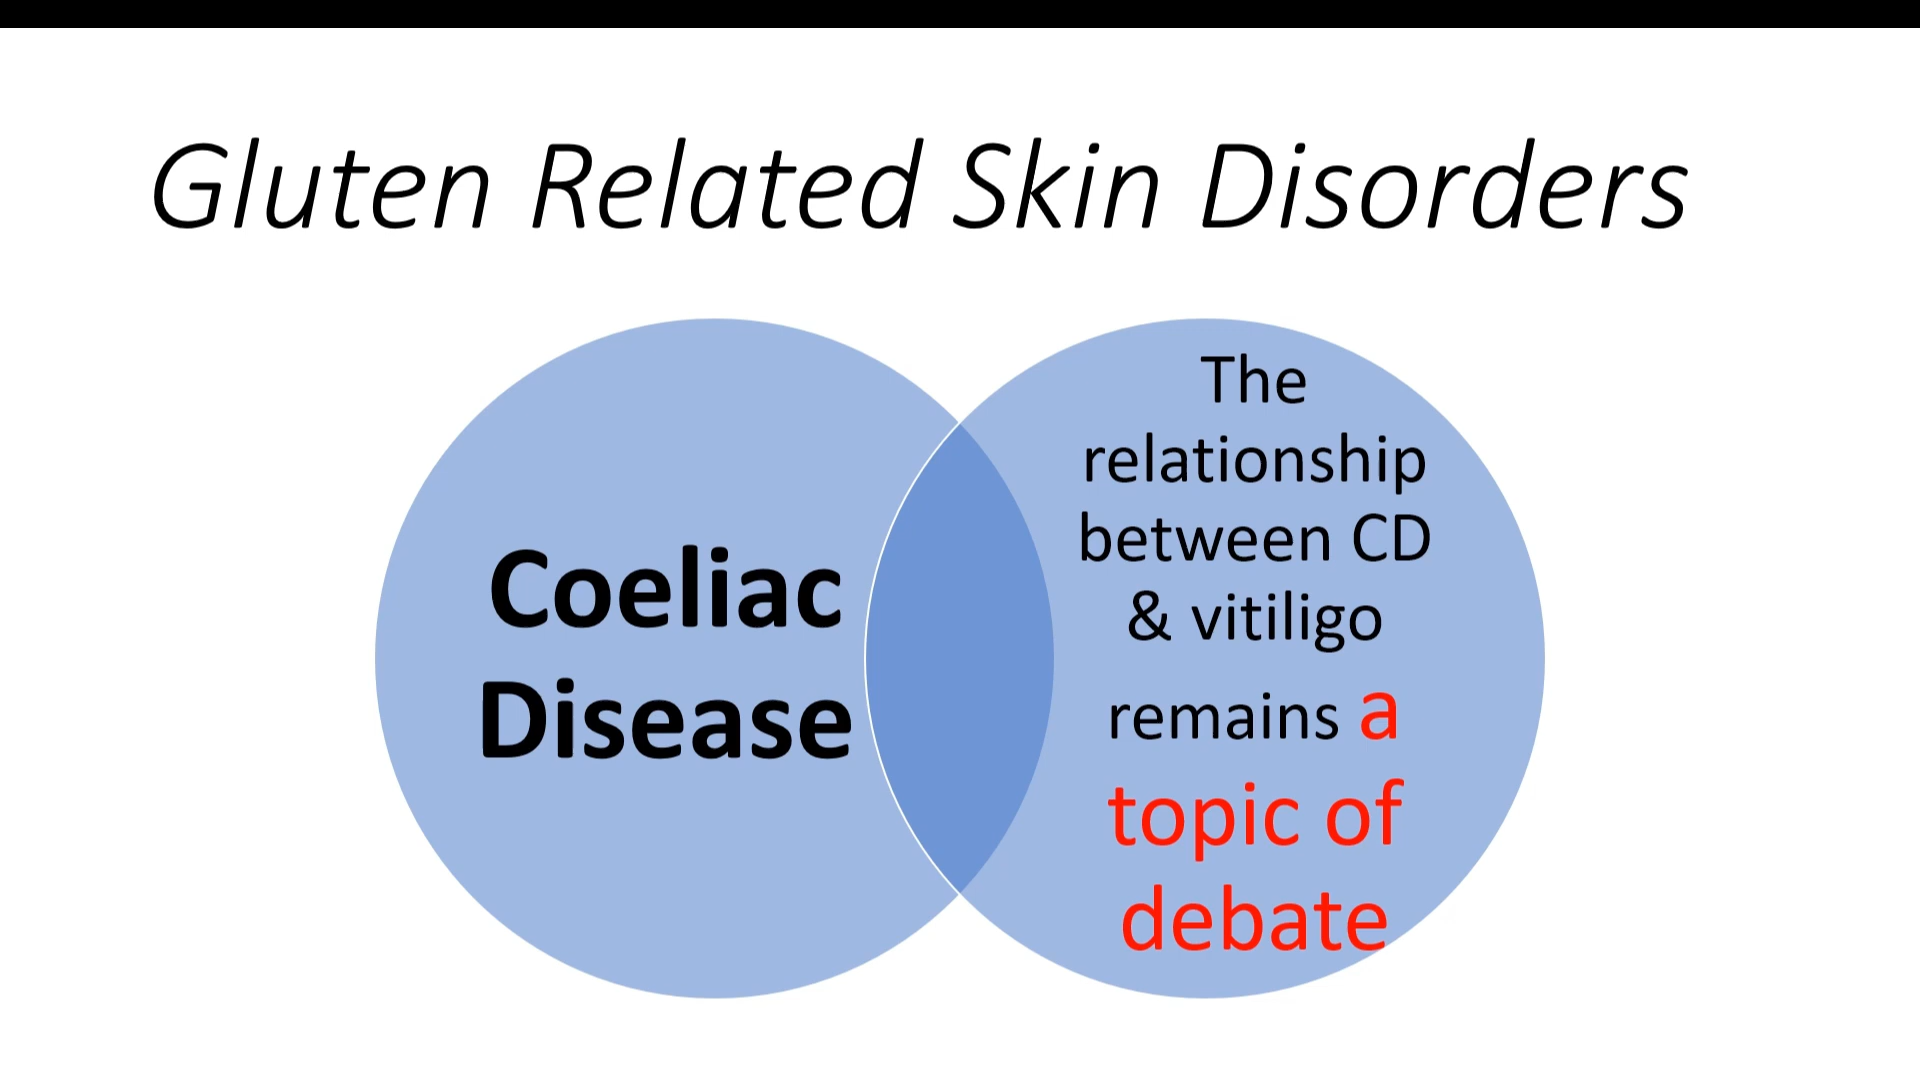 Gluten Related Skin Disorders
Coeliac
Disease
The
relationship
between CD
& vitiligo
remains a
topic of
debate